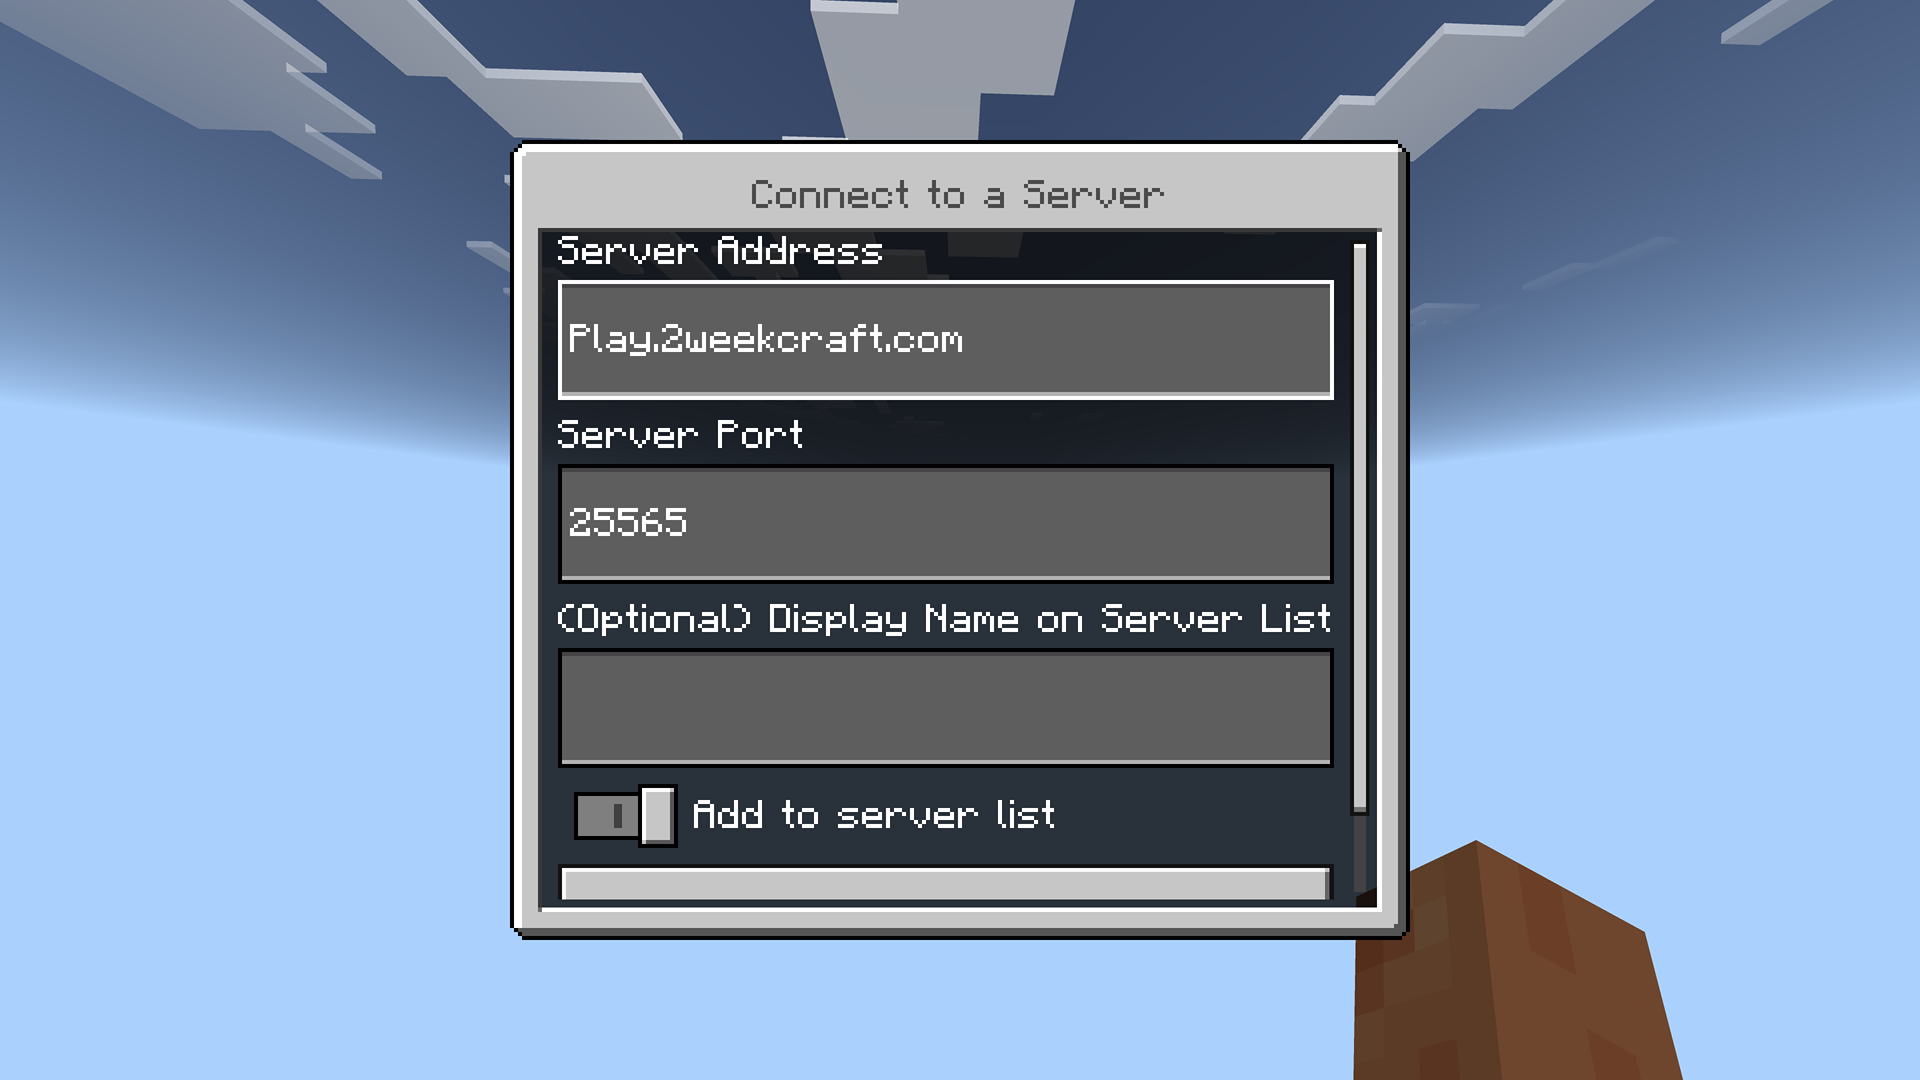 Connect to a Server
Server Address
Play.2weekcraft.com
Server Port
25565
(Optional) Display Name on Server List
Add to server list